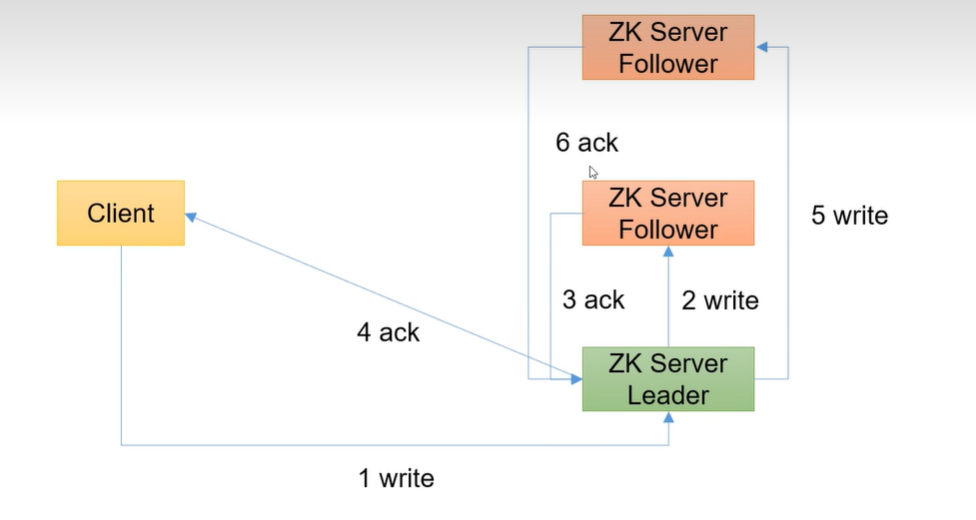 ZK Server
Follower
6 ack
Client
ZK Server
Follower
5 write
3 ack
2 write
4 ack
ZK Server
Leader
1 write